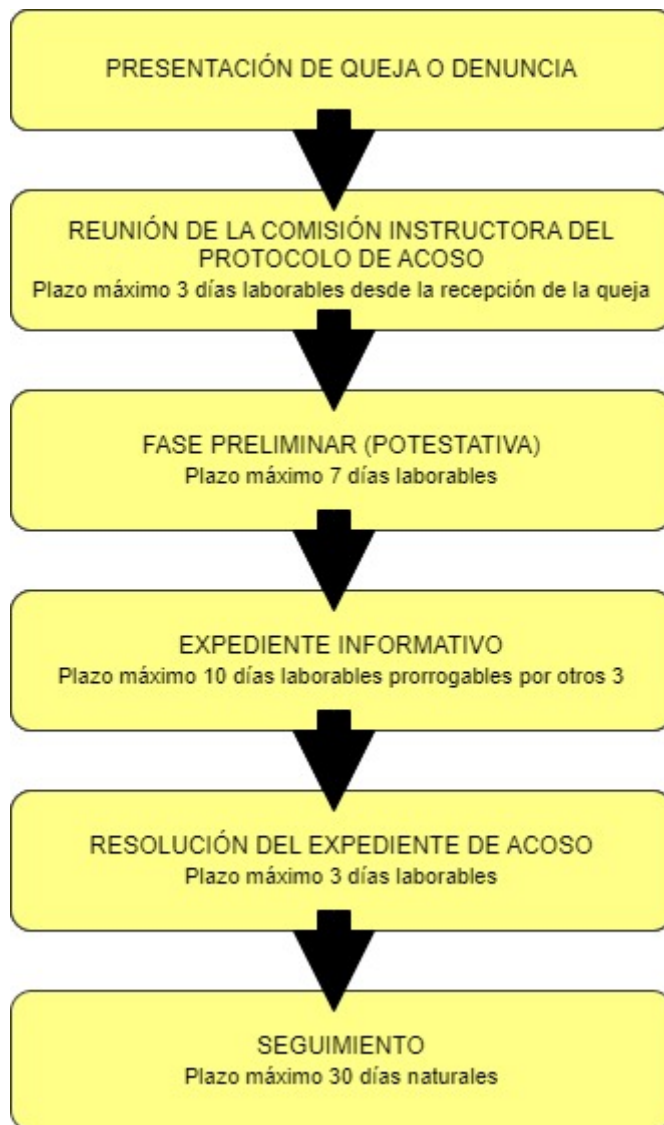 PRESENTACIÓN DE QUEJA O DENUNCIA
REUNIÓN DE LA COMISIÓN INSTRUCTORA DEL
PROTOCOLO DE ACOSO
Plazo máximo 3 días laborables desde la recepción de la queja
FASE PRELIMINAR (POTESTATIVA)
Plazo máximo 7 días laborables
EXPEDIENTE INFORMATIVO
Plazo máximo 10 días laborables prorrogables por otros 3
RESOLUCIÓN DEL EXPEDIENTE DE ACOSO
Plazo máximo 3 días laborables
SEGUIMIENTO
Plazo máximo 30 días naturales